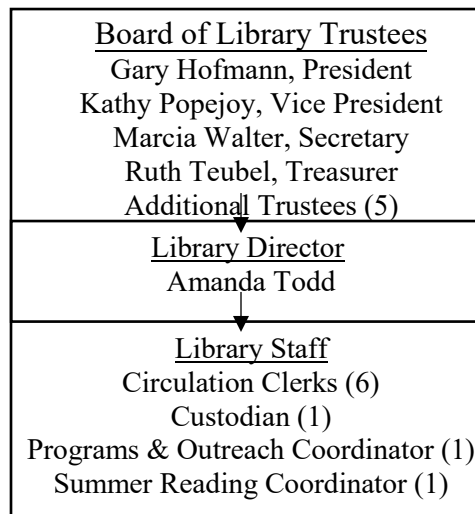 Board of Library Trustees
Gary Hofmann, President
Kathy Popejoy, Vice President
Marcia Walter, Secretary
Ruth Teubel, Treasurer
Additional Trustees (5)
Library Director
Amanda Todd
Library Staff
Circulation Clerks (6)
Custodian (1)
Programs & Outreach Coordinator (1)
Summer Reading Coordinator (1)